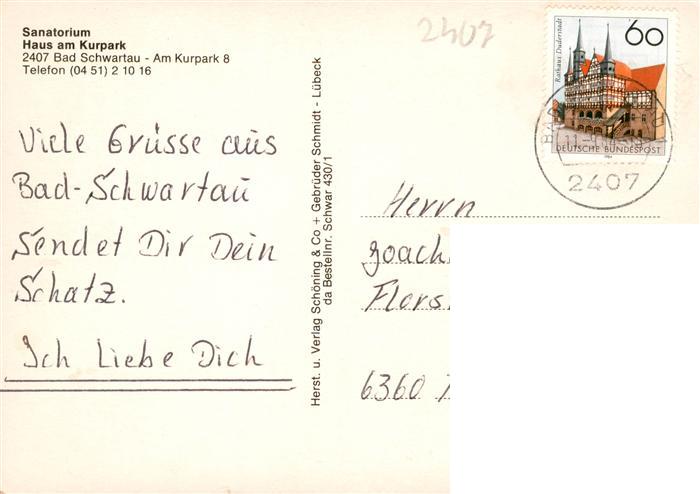 Sanatorium
Haus am Kurpark
2407 Bad Schwartau - Am Kurpark 8
Telefon (04 51) 2 10 16
Viele Grüsse aus
Bad-Schwartau
Sendet Dir Dein
Schatz.
Ich Liebe Dich
Herst. u. Verlag Schöning & Co + Gebrüder Schmidt - Lübeck
da Bestellnr. Schwar 430/1
2407
Rathaus Duderstadt
60
DEUTSCHE BUNDESPOST
2407
Herrn
Joach
Flors
6360